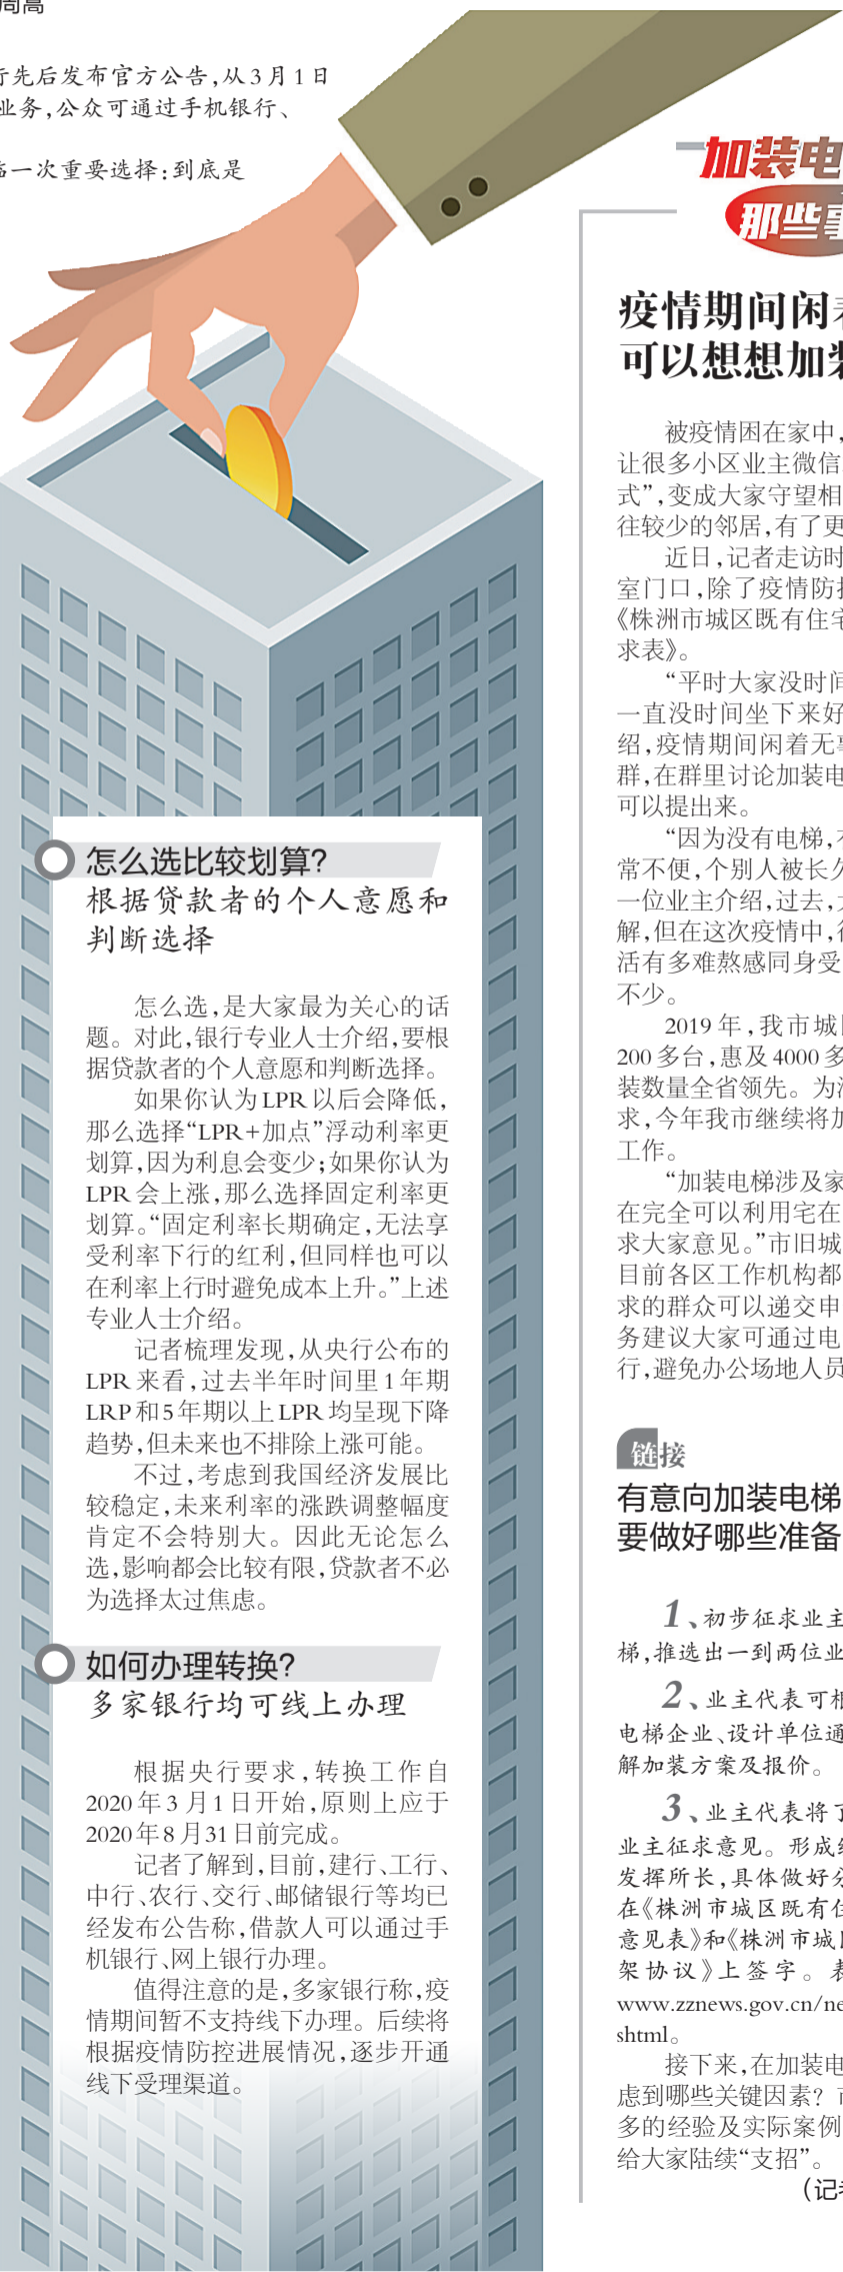 周高
行先后发布官方公告,从3月1日
业务,公众可通过手机银行、
临一次重要选择:到底是
怎么选比较划算?
根据贷款者的个人意愿和
判断选择
怎么选,是大家最为关心的话
题。对此,银行专业人士介绍,要根
据贷款者的个人意愿和判断选择。
如果你认为LPR以后会降低,
那么选择“LPR+加点”浮动利率更
划算,因为利息会变少;如果你认为
LPR会上涨,那么选择固定利率更
划算。“固定利率长期确定,无法享
受利率下行的红利,但同样也可以
在利率上行时避免成本上升。”上述
专业人士介绍。
记者梳理发现,从央行公布的
LPR来看,过去半年时间里1年期
LRP和5年期以上LPR均呈现下降
趋势,但未来也不排除上涨可能。
不过,考虑到我国经济发展比
较稳定,未来利率的涨跌调整幅度
肯定不会特别大。因此无论怎么
选,影响都会比较有限,贷款者不必
为选择太过焦虑。
如何办理转换?
多家银行均可线上办理
根据央行要求,转换工作自
2020年3月1日开始,原则上应于
2020年8月31日前完成。
记者了解到,目前,建行、工行、
中行、农行、交行、邮储银行等均已
经发布公告称,借款人可以通过手
机银行、网上银行办理。
值得注意的是,多家银行称,疫
情期间暂不支持线下办理。后续将
根据疫情防控进展情况,逐步开通
线下受理渠道。
加装电
那些事
疫情期间闲着
可以想想加装
被疫情困在家中,
让很多小区业主微信
式”,变成大家守望相
往较少的邻居,有了更
近日,记者走访时
室门口,除了疫情防控
《株洲市城区既有住宅
求表》。
“平时大家没时间
一直没时间坐下来好
绍,疫情期间闲着无事
群,在群里讨论加装电
可以提出来。
“因为没有电梯,
常不便,个别人被长久
一位业主介绍,过去,
解,但在这次疫情中,
活有多难熬感同身受
不少。
2019年,我市城
200多台,惠及4000多
装数量全省领先。为
求,今年我市继续将加
工作。
“加装电梯涉及家
在完全可以利用宅在
求大家意见。”市旧城
目前各区工作机构都
求的群众可以递交申
务建议大家可通过电
行,避免办公场地人员
链接
有意向加装电梯
要做好哪些准备
1、初步征求业主
梯,推选出一到两位业
2、业主代表可根
电梯企业、设计单位通
解加装方案及报价。
3、业主代表将了
业主征求意见。形成
发挥所长,具体做好分
在《株洲市城区既有住
意见表》和《株洲市城区
架协议》上签字。表
www.zznews.gov.cn/ne
shtml。
接下来,在加装电
虑到哪些关键因素?
多的经验及实际案例
给大家陆续“支招”。
(记者